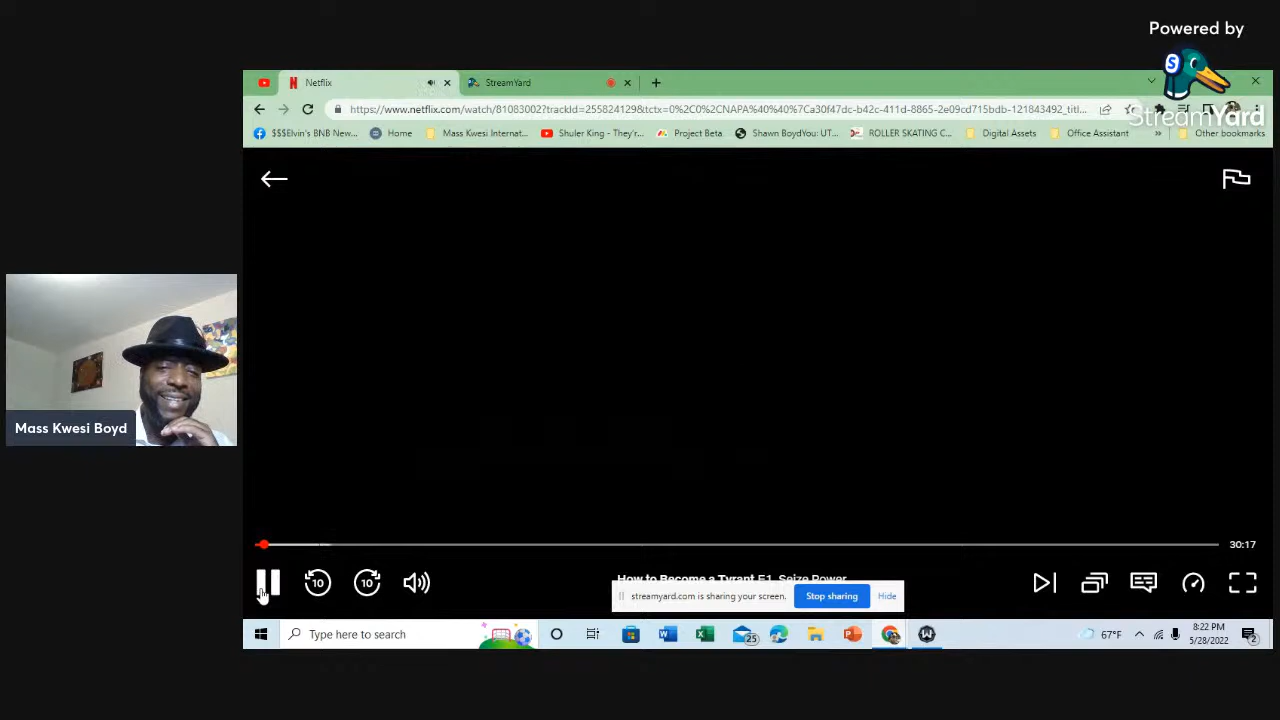 Powered by
StreamYard
Netflix
StreamYard
https://www.netflix.com/watch/81083002?trackId=255824129&tctx=0%2C0%2CNAPA%40%40%7Ca30f47dc-b42c-411d-8865-2e09cd715bdb-121843492_titl...
$$$Elvin's BNB New... Home Mass Kwesi Internat... Shuler King - They'r... Project Beta Shawn BoydYou: UT... ROLLER SKATING C... Digital Assets Office Assistant » Other bookmarks
Mass Kwesi Boyd
30:17
10 10
How to Become a Tyrant E1 Seize Power
streamyard.com is sharing your screen. Stop sharing Hide
Type here to search
25
67°F
8:22 PM
5/28/2022
2